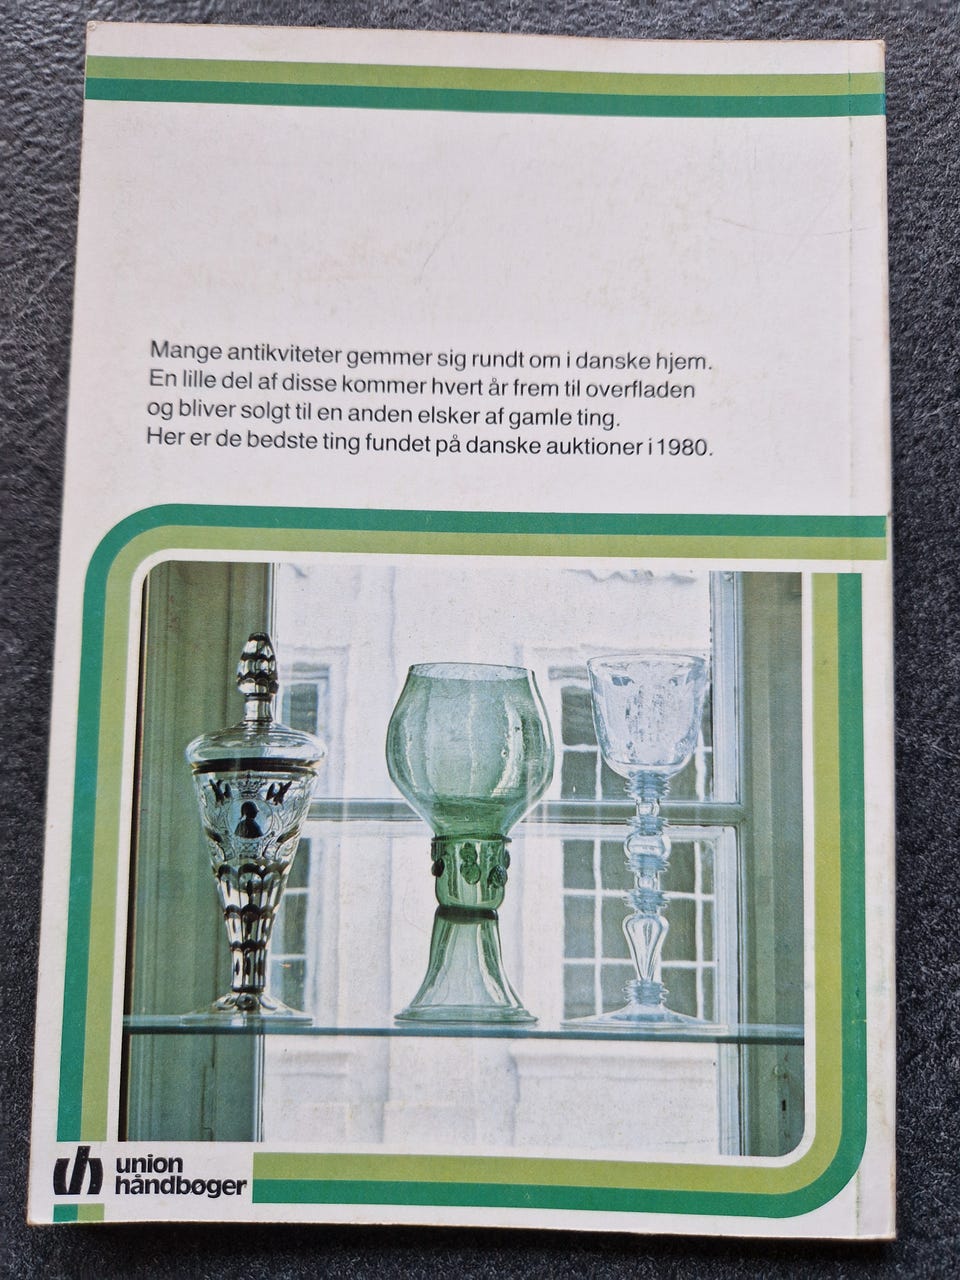 Mange antikviteter gemmer sig rundt om i danske hjem.
En lille del af disse kommer hvert år frem til overfladen
og bliver solgt til en anden elsker af gamle ting.
Her er de bedste ting fundet på danske auktioner i 1980.
uh union
håndbøger